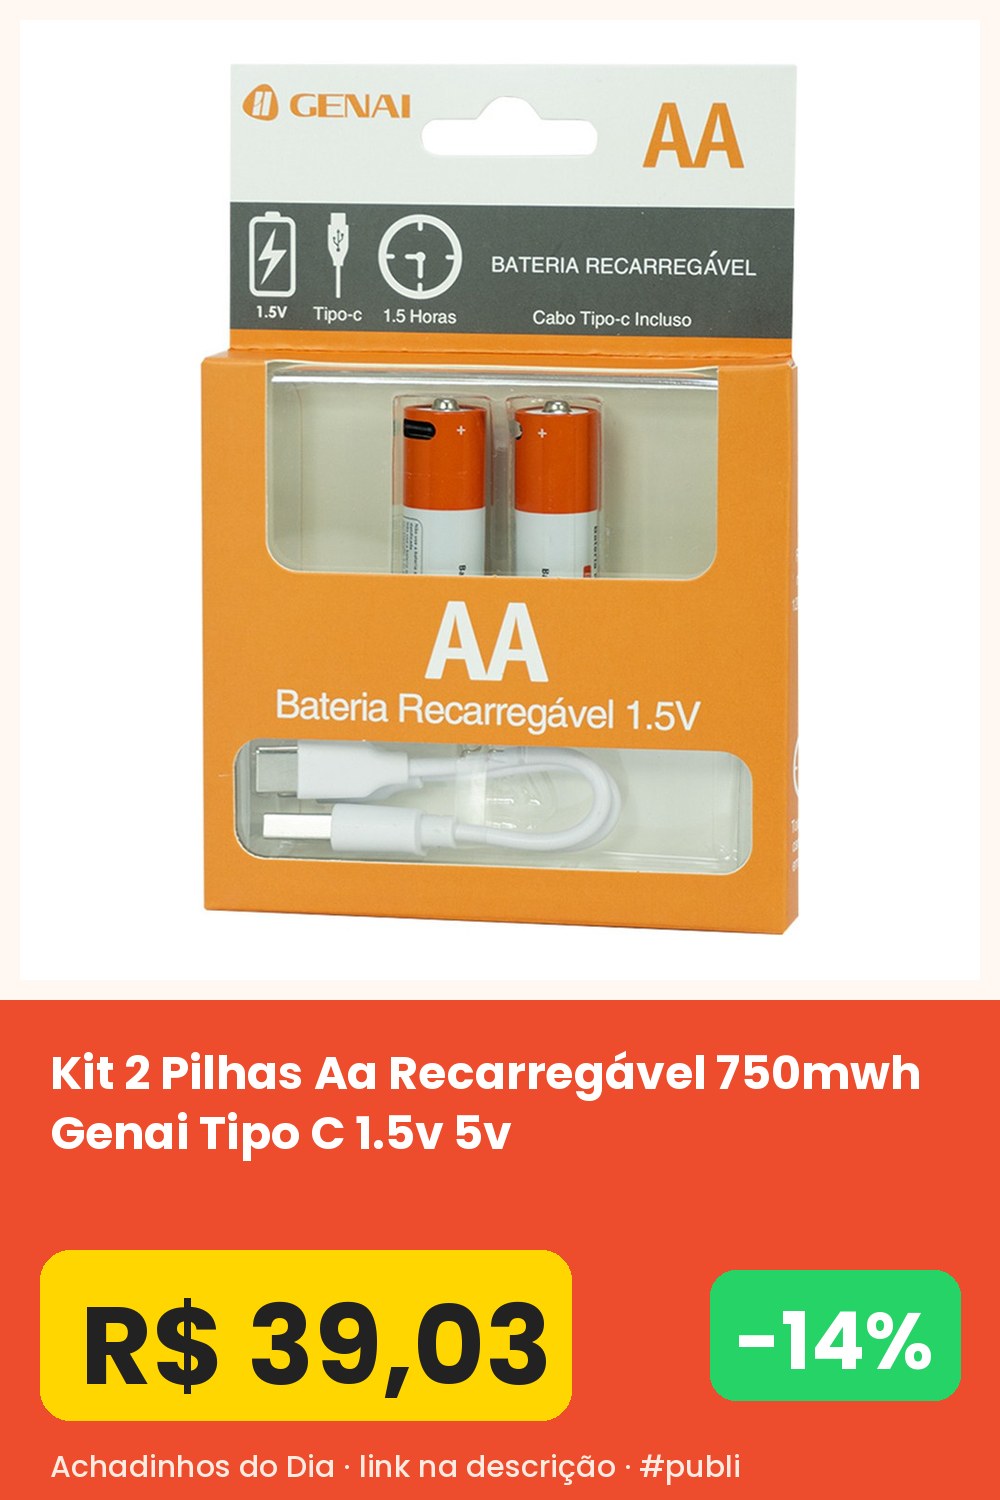 GENAI
AA
BATERIA RECARREGÁVEL
1.5V
Tipo-c
1.5 Horas
Cabo Tipo-c Incluso
+
+
AA
Bateria Recarregável 1.5V
Kit 2 Pilhas Aa Recarregável 750mwh
Genai Tipo C 1.5v 5v
R$ 39,03
-14%
Achadinhos do Dia · link na descrição · #publi